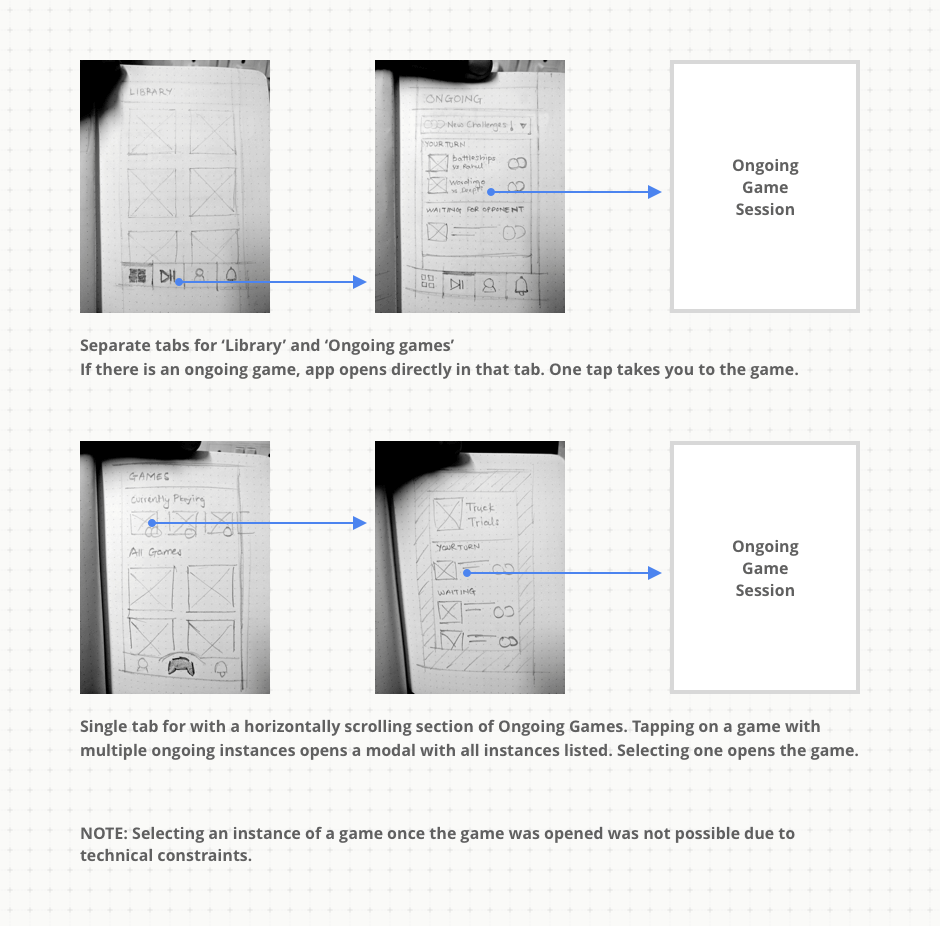 LIBRARY
ONGOING
New Challenges!
YOUR TURN
Battleships
vs Rahul
Wordingo
WAITING FOR OPPONENT
Ongoing
Game
Session
Separate tabs for ‘Library’ and ‘Ongoing games’
If there is an ongoing game, app opens directly in that tab. One tap takes you to the game.
GAMES
Currently Playing
All Games
Truck
Trials
YOUR TURN
WAITING
Ongoing
Game
Session
Single tab for with a horizontally scrolling section of Ongoing Games. Tapping on a game with
multiple ongoing instances opens a modal with all instances listed. Selecting one opens the game.
NOTE: Selecting an instance of a game once the game was opened was not possible due to
technical constraints.